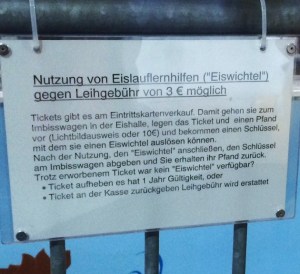 Nutzung von Eislauflernhilfen ("Eiswichtel")
gegen Leihgebühr von 3 € möglich
Tickets gibt es am Eintrittskartenverkauf. Damit gehen sie zum
Imbisswagen in der Eishalle, legen das Ticket und einen Pfand
vor (Lichtbildausweis oder 10€) und bekommen einen Schlüssel,
mit dem sie einen Eiswichtel auslösen können.
Nach der Nutzung, den "Eiswichtel" anschließen, den Schlüssel
am Imbisswagen abgeben und Sie erhalten ihr Pfand zurück.
Trotz erworbenem Ticket war kein "Eiswichtel" verfügbar?
• Ticket aufheben es hat 1 Jahr Gültigkeit, oder
• Ticket an der Kasse zurückgeben Leihgebühr wird erstattet